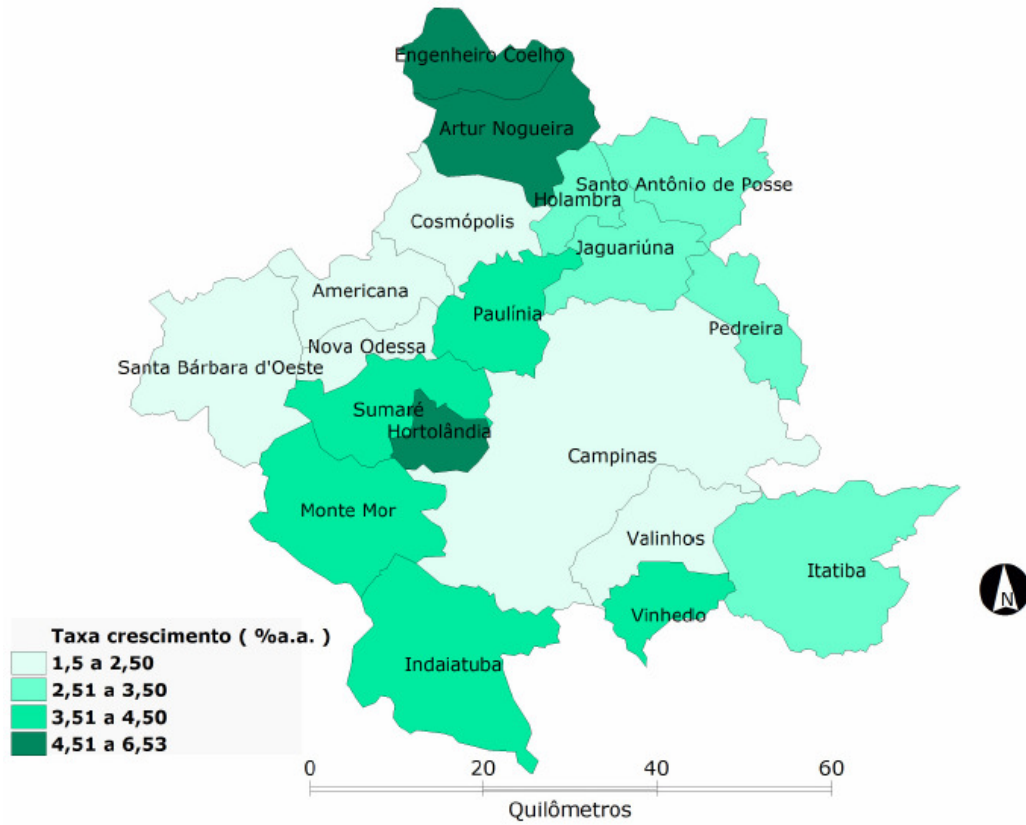 Engenheiro Coelho
Artur Nogueira
Santo Antônio de Posse
Holambra
Cosmópolis
Jaguariúna
Americana
Paulínia
Pedreira
Nova Odessa
Santa Bárbara d'Oeste
Sumaré
Hortolândia
Campinas
Monte Mor
Valinhos
Itatiba
N
Vinhedo
Indaiatuba
Taxa crescimento ( %a.a. )
1,5 a 2,50
2,51 a 3,50
3,51 a 4,50
4,51 a 6,53
0 20 40 60
Quilômetros